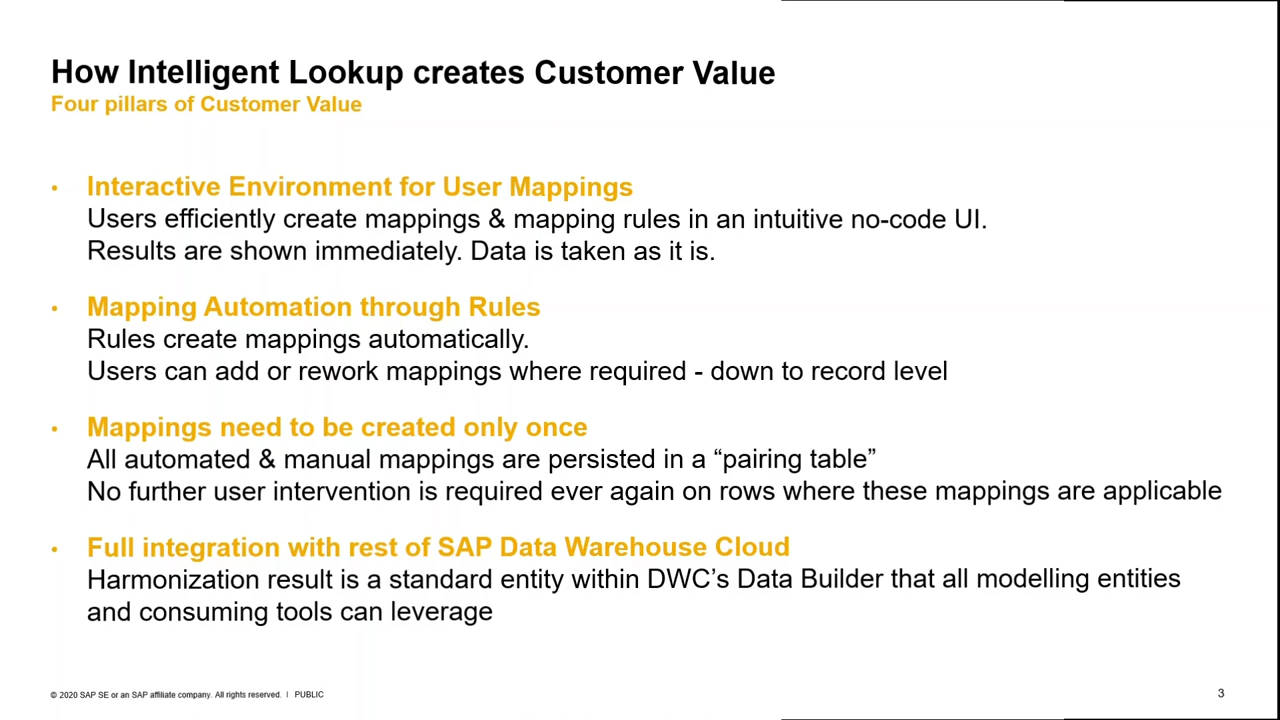 How Intelligent Lookup creates Customer Value
Four pillars of Customer Value
• Interactive Environment for User Mappings
Users efficiently create mappings & mapping rules in an intuitive no-code UI.
Results are shown immediately. Data is taken as it is.
• Mapping Automation through Rules
Rules create mappings automatically.
Users can add or rework mappings where required - down to record level
• Mappings need to be created only once
All automated & manual mappings are persisted in a “pairing table”
No further user intervention is required ever again on rows where these mappings are applicable
• Full integration with rest of SAP Data Warehouse Cloud
Harmonization result is a standard entity within DWC’s Data Builder that all modelling entities
and consuming tools can leverage
© 2020 SAP SE or an SAP affiliate company. All rights reserved. | PUBLIC
3